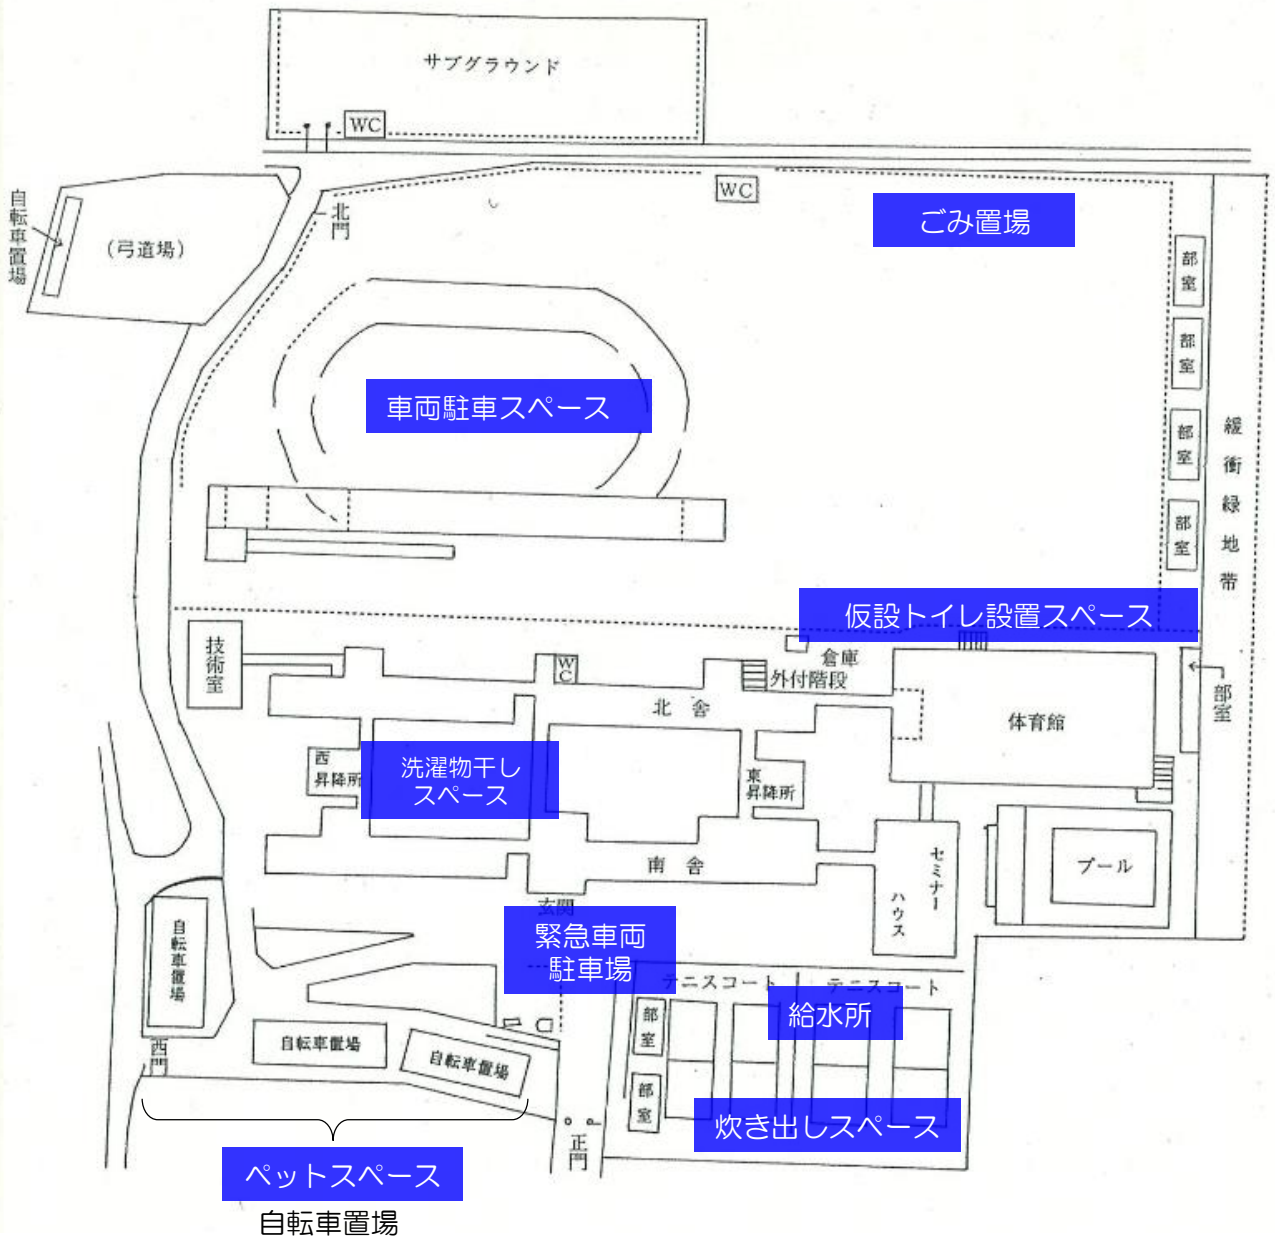 サブグラウンド
WC
WC
ごみ置場
自転車置場
(弓道場)
北門
部室
部室
部室
部室
緩衝緑地帯
車両駐車スペース
仮設トイレ設置スペース
技術室
WC
倉庫
外付階段
北舎
体育館
部室
西
昇降所
洗濯物干し
スペース
東
昇降所
南舎
セミナー
ハウス
プール
玄関
緊急車両
駐車場
自転車置場
テニスコート
テニスコート
給水所
部室
部室
西門
自転車置場
自転車置場
炊き出しスペース
正門
ペットスペース
自転車置場